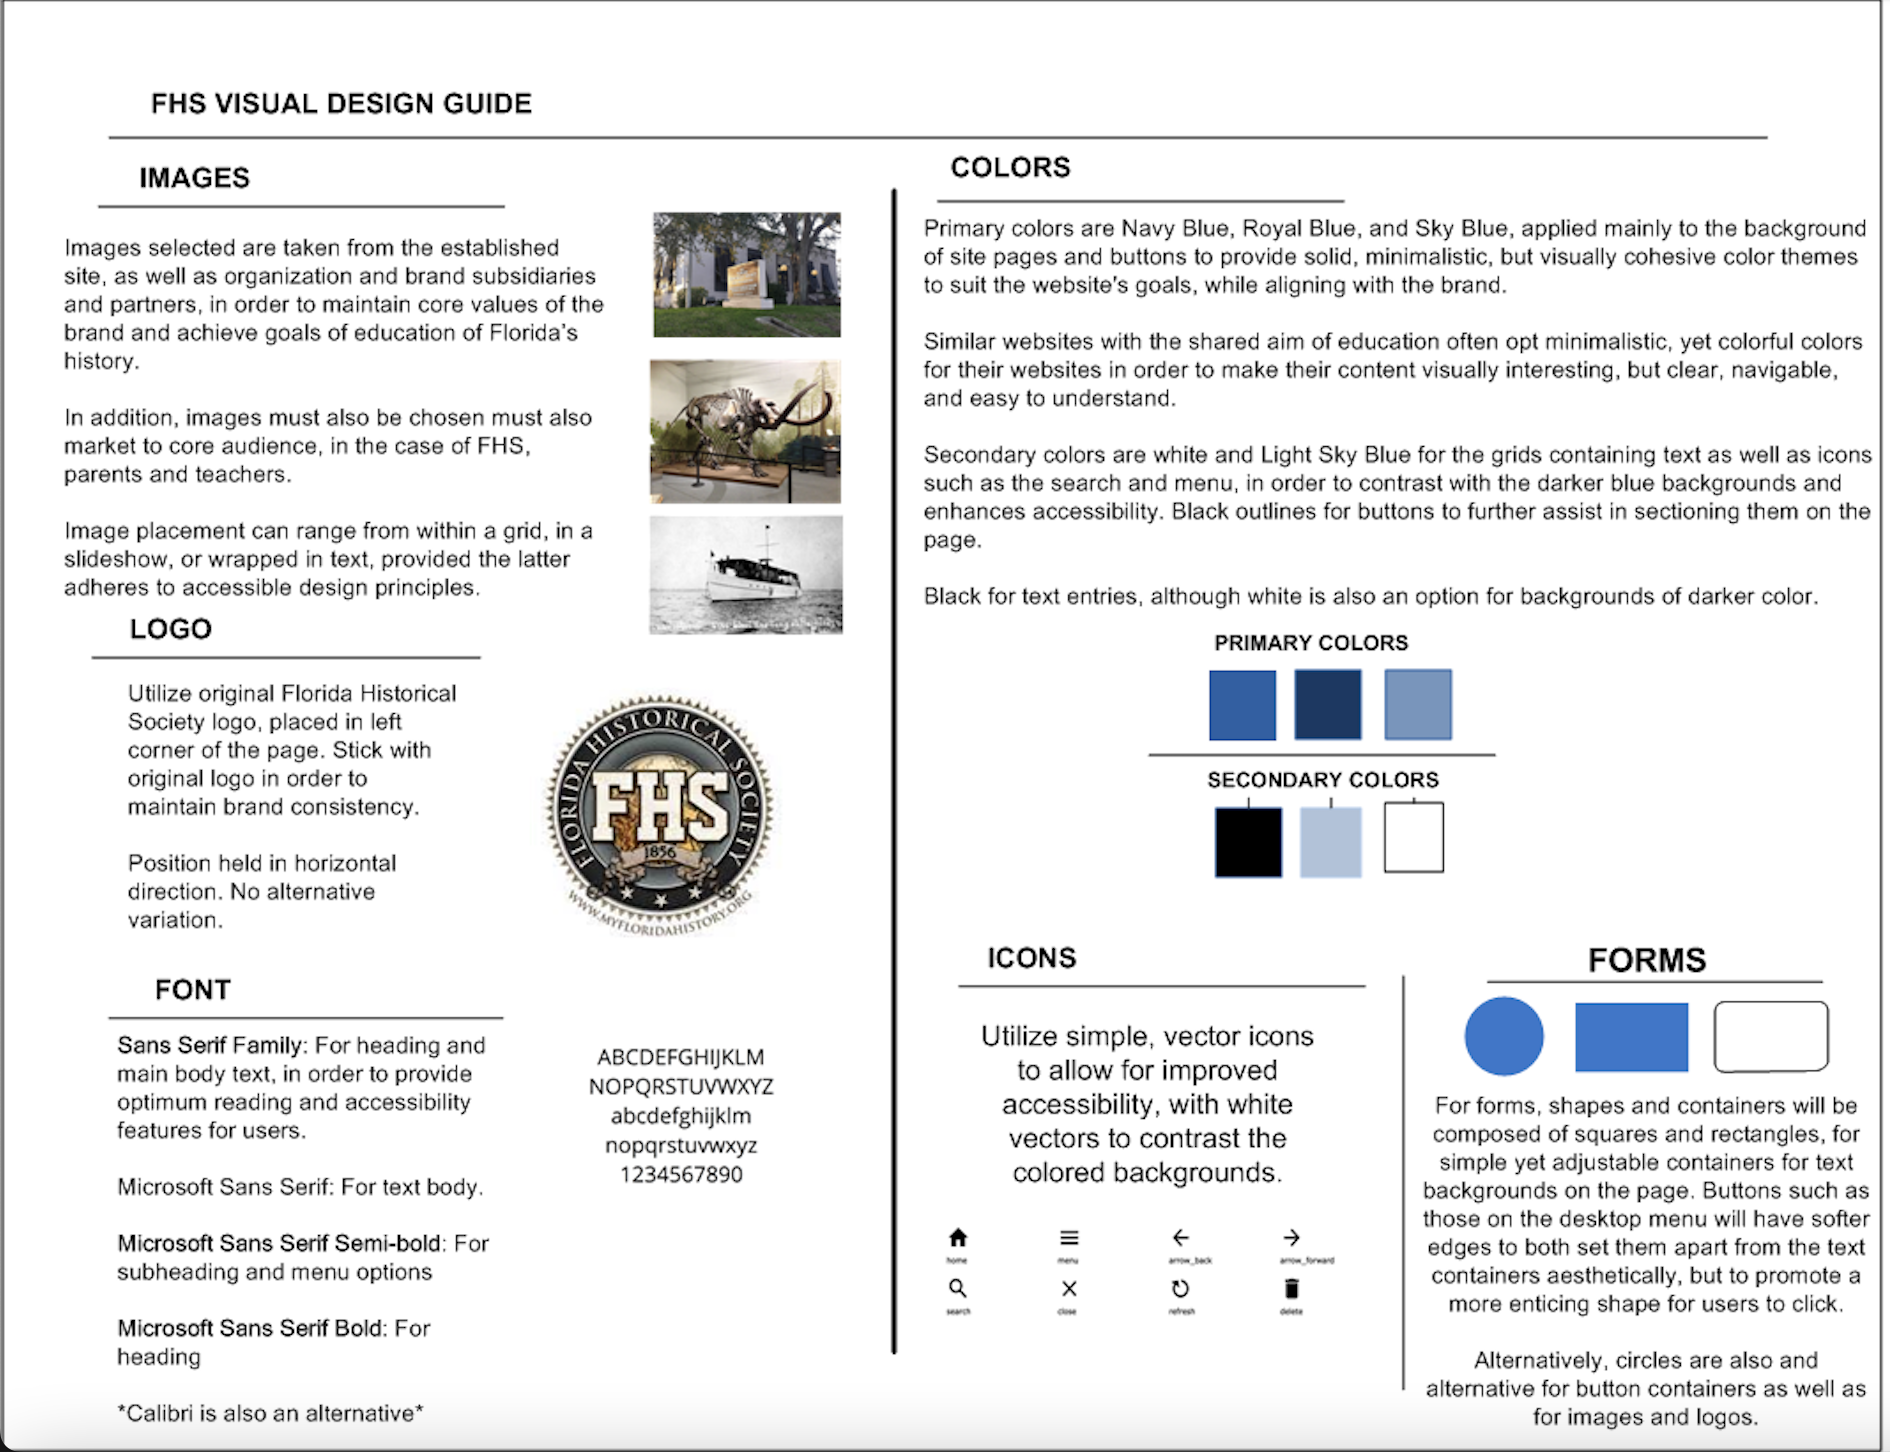 FHS VISUAL DESIGN GUIDE
IMAGES
Images selected are taken from the established
site, as well as organization and brand subsidiaries
and partners, in order to maintain core values of the
brand and achieve goals of education of Florida's
history.
In addition, images must also be chosen must also
market to core audience, in the case of FHS,
parents and teachers.
Image placement can range from within a grid, in a
slideshow, or wrapped in text, provided the latter
adheres to accessible design principles.
LOGO
Utilize original Florida Historical
Society logo, placed in left
corner of the page. Stick with
original logo in order to
maintain brand consistency.
Position held in horizontal
direction. No alternative
variation.
FLORIDA HISTORICAL SOCIETY
FHS
1856
WWW.MYFLORIDAHISTORY.ORG
FONT
Sans Serif Family: For heading and
main body text, in order to provide
optimum reading and accessibility
features for users.
Microsoft Sans Serif: For text body.
Microsoft Sans Serif Semi-bold: For
subheading and menu options
Microsoft Sans Serif Bold: For
heading
*Calibri is also an alternative*
ABCDEFGHIJKLM
NOPQRSTUVWXYZ
abcdefghijklm
nopqrstuvwxyz
1234567890
COLORS
Primary colors are Navy Blue, Royal Blue, and Sky Blue, applied mainly to the background
of site pages and buttons to provide solid, minimalistic, but visually cohesive color themes
to suit the website's goals, while aligning with the brand.
Similar websites with the shared aim of education often opt minimalistic, yet colorful colors
for their websites in order to make their content visually interesting, but clear, navigable,
and easy to understand.
Secondary colors are white and Light Sky Blue for the grids containing text as well as icons
such as the search and menu, in order to contrast with the darker blue backgrounds and
enhances accessibility. Black outlines for buttons to further assist in sectioning them on the
page.
Black for text entries, although white is also an option for backgrounds of darker color.
PRIMARY COLORS
SECONDARY COLORS
ICONS
Utilize simple, vector icons
to allow for improved
accessibility, with white
vectors to contrast the
colored backgrounds.
home menu arrow_back arrow_forward
search close refresh delete
FORMS
For forms, shapes and containers will be
composed of squares and rectangles, for
simple yet adjustable containers for text
backgrounds on the page. Buttons such as
those on the desktop menu will have softer
edges to both set them apart from the text
containers aesthetically, but to promote a
more enticing shape for users to click.
Alternatively, circles are also and
alternative for button containers as well as
for images and logos.